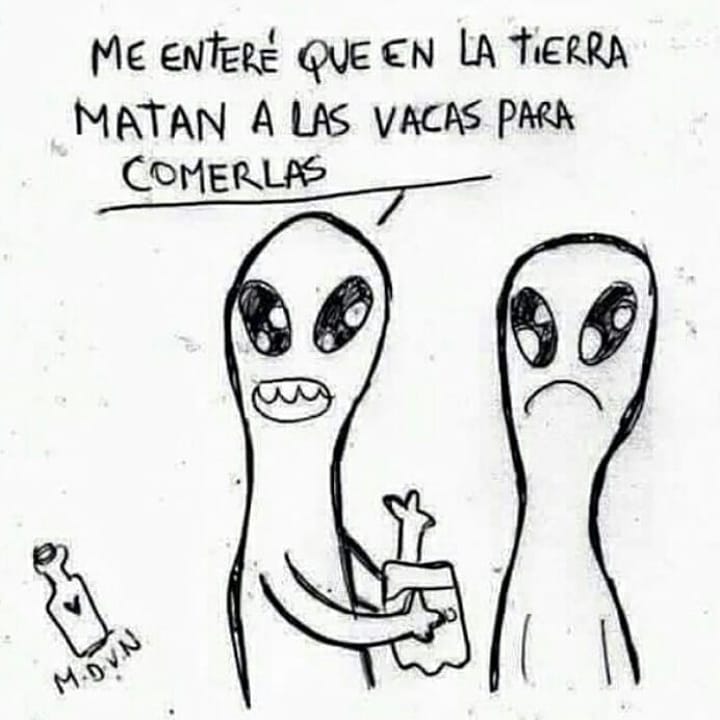 ME ENTERÉ QUE EN LA TIERRA
MATAN A LAS VACAS PARA
COMERLAS
M.D.V.N